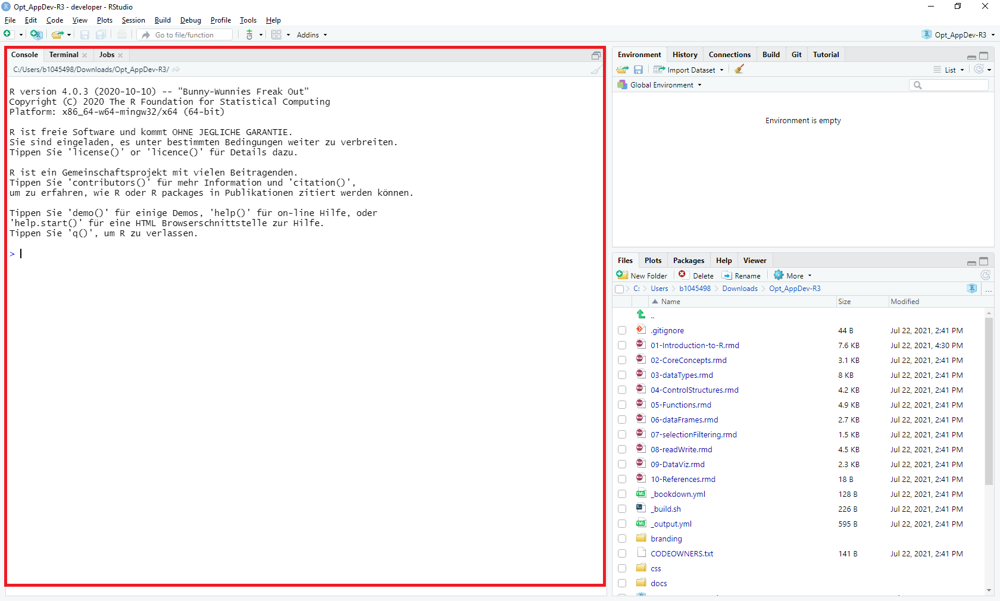 Opt_AppDev-R3 - developer - RStudio
File Edit Code View Plots Session Build Debug Profile Tools Help
Go to file/function Addins Opt_AppDev-R3
Console Terminal Jobs
C:/Users/b1045498/Downloads/Opt_AppDev-R3/
R version 4.0.3 (2020-10-10) -- "Bunny-Wunnies Freak Out"
Copyright (C) 2020 The R Foundation for Statistical Computing
Platform: x86_64-w64-mingw32/x64 (64-bit)
R ist freie Software und kommt OHNE JEGLICHE GARANTIE.
Sie sind eingeladen, es unter bestimmten Bedingungen weiter zu verbreiten.
Tippen Sie 'license()' or 'licence()' für Details dazu.
R ist ein Gemeinschaftsprojekt mit vielen Beitragenden.
Tippen Sie 'contributors()' für mehr Information und 'citation()',
um zu erfahren, wie R oder R packages in Publikationen zitiert werden können.
Tippen Sie 'demo()' für einige Demos, 'help()' für on-line Hilfe, oder
'help.start()' für eine HTML Browserschnittstelle zur Hilfe.
Tippen Sie 'q()', um R zu verlassen.
>
Environment History Connections Build Git Tutorial
Import Dataset List
Global Environment
Environment is empty
Files Plots Packages Help Viewer
New Folder Delete Rename More
C: Users b1045498 Downloads Opt_AppDev-R3 ...
Name Size Modified
..
.gitignore 44 B Jul 22, 2021, 2:41 PM
01-Introduction-to-R.rmd 7.6 KB Jul 22, 2021, 4:30 PM
02-CoreConcepts.rmd 3.1 KB Jul 22, 2021, 2:41 PM
03-dataTypes.rmd 8 KB Jul 22, 2021, 2:41 PM
04-ControlStructures.rmd 4.2 KB Jul 22, 2021, 2:41 PM
05-Functions.rmd 4.9 KB Jul 22, 2021, 2:41 PM
06-dataFrames.rmd 2.7 KB Jul 22, 2021, 2:41 PM
07-selectionFiltering.rmd 1.5 KB Jul 22, 2021, 2:41 PM
08-readWrite.rmd 4.5 KB Jul 22, 2021, 2:41 PM
09-DataViz.rmd 2.3 KB Jul 22, 2021, 2:41 PM
10-References.rmd 18 B Jul 22, 2021, 2:41 PM
_bookdown.yml 128 B Jul 22, 2021, 2:41 PM
_build.sh 226 B Jul 22, 2021, 2:41 PM
_output.yml 595 B Jul 22, 2021, 2:41 PM
branding
CODEOWNERS.txt 141 B Jul 22, 2021, 2:41 PM
css
docs